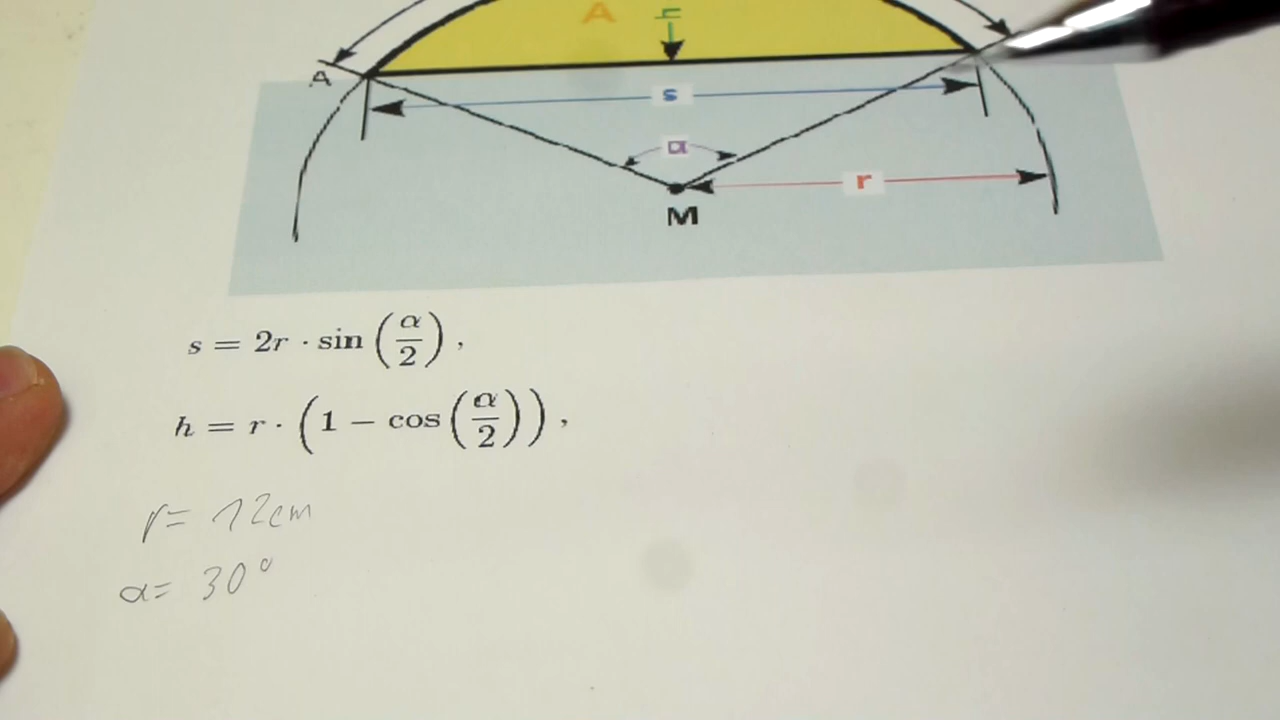 A h
A
s
α
r
M
s = 2r · sin (α/2) ,
h = r · (1 − cos (α/2)) ,
r = 12cm
α = 30°